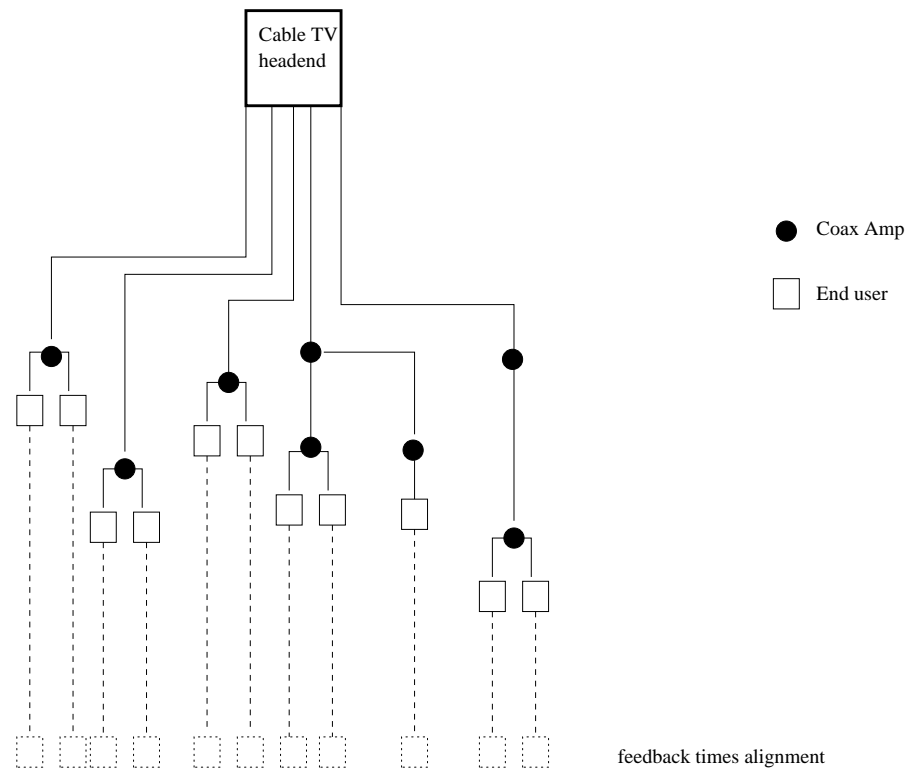 Cable TV
headend
Coax Amp
End user
feedback times alignment